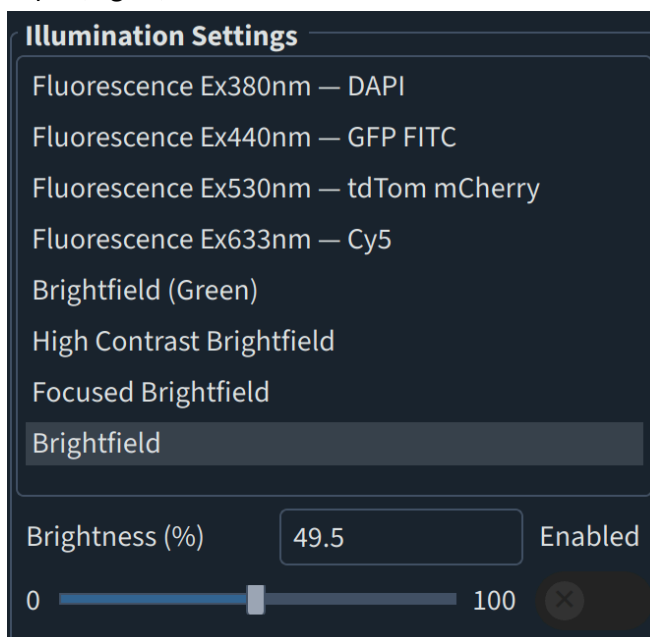 Illumination Settings
Fluorescence Ex380nm — DAPI
Fluorescence Ex440nm — GFP FITC
Fluorescence Ex530nm — tdTom mCherry
Fluorescence Ex633nm — Cy5
Brightfield (Green)
High Contrast Brightfield
Focused Brightfield
Brightfield
Brightness (%) 49.5 Enabled
0 100